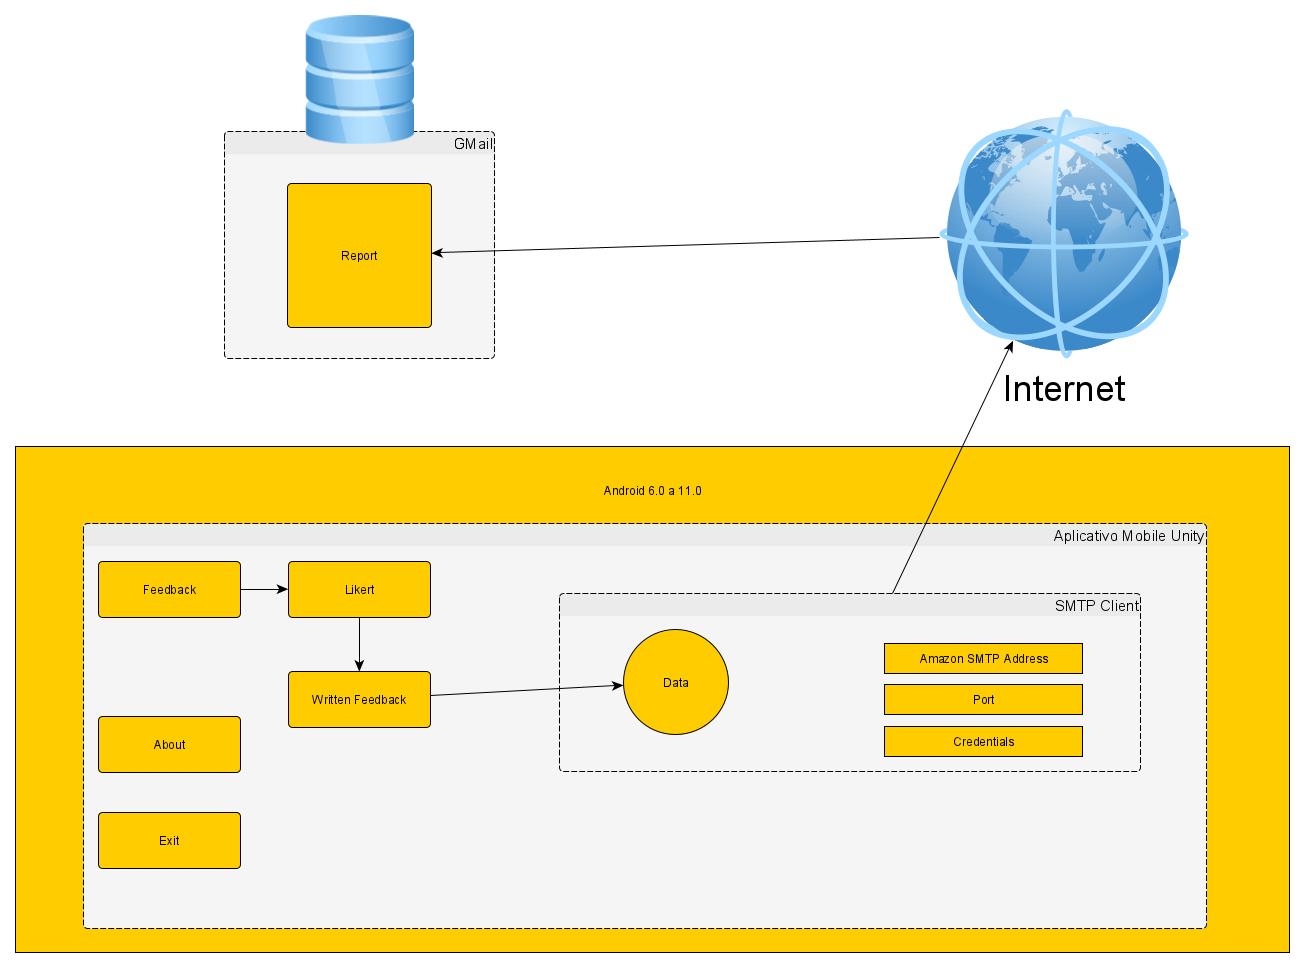 GMail
Report
Internet
Android 6.0 a 11.0
Aplicativo Mobile Unity
Feedback
Likert
SMTP Client
Amazon SMTP Address
Data
Written Feedback
Port
About
Credentials
Exit